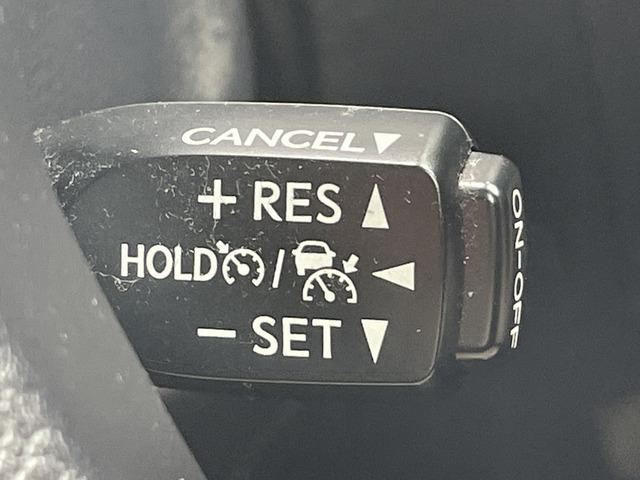 CANCEL▼
+ RES ▲
HOLD / ◀
− SET ▼
ON-OFF